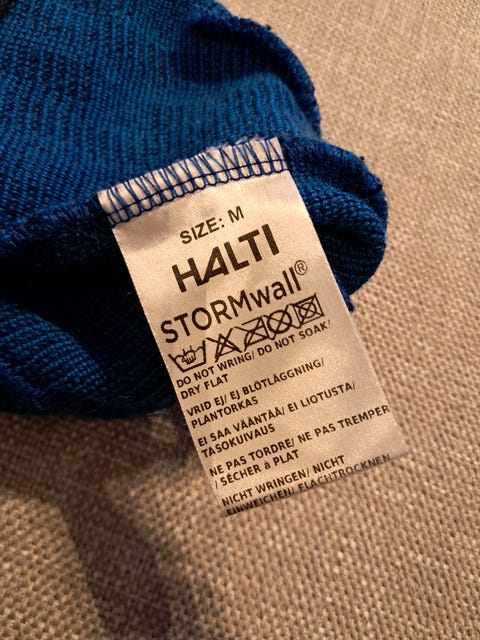 SIZE: M
HALTI
STORMwall®
DO NOT WRING/ DO NOT SOAK/
DRY FLAT
VRID EJ/ EJ BLÖTLÄGGNING/
PLANTORKAS
EI SAA VÄÄNTÄÄ/ EI LIOTUSTA/
TASOKUIVAUS
NE PAS TORDRE/ NE PAS TREMPER
/ SÉCHER à PLAT
NICHT WRINGEN/ NICHT
EINWEICHEN/ FLACHTROCKNEN